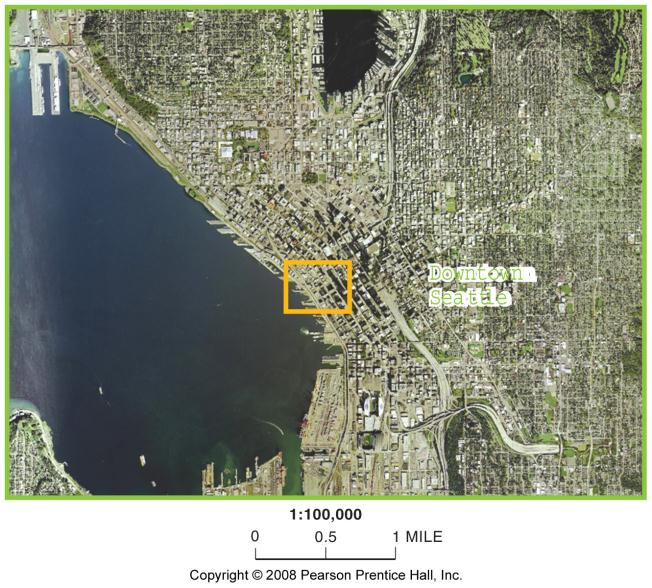 Downtown
Seattle
1:100,000
0 0.5 1 MILE
Copyright © 2008 Pearson Prentice Hall, Inc.